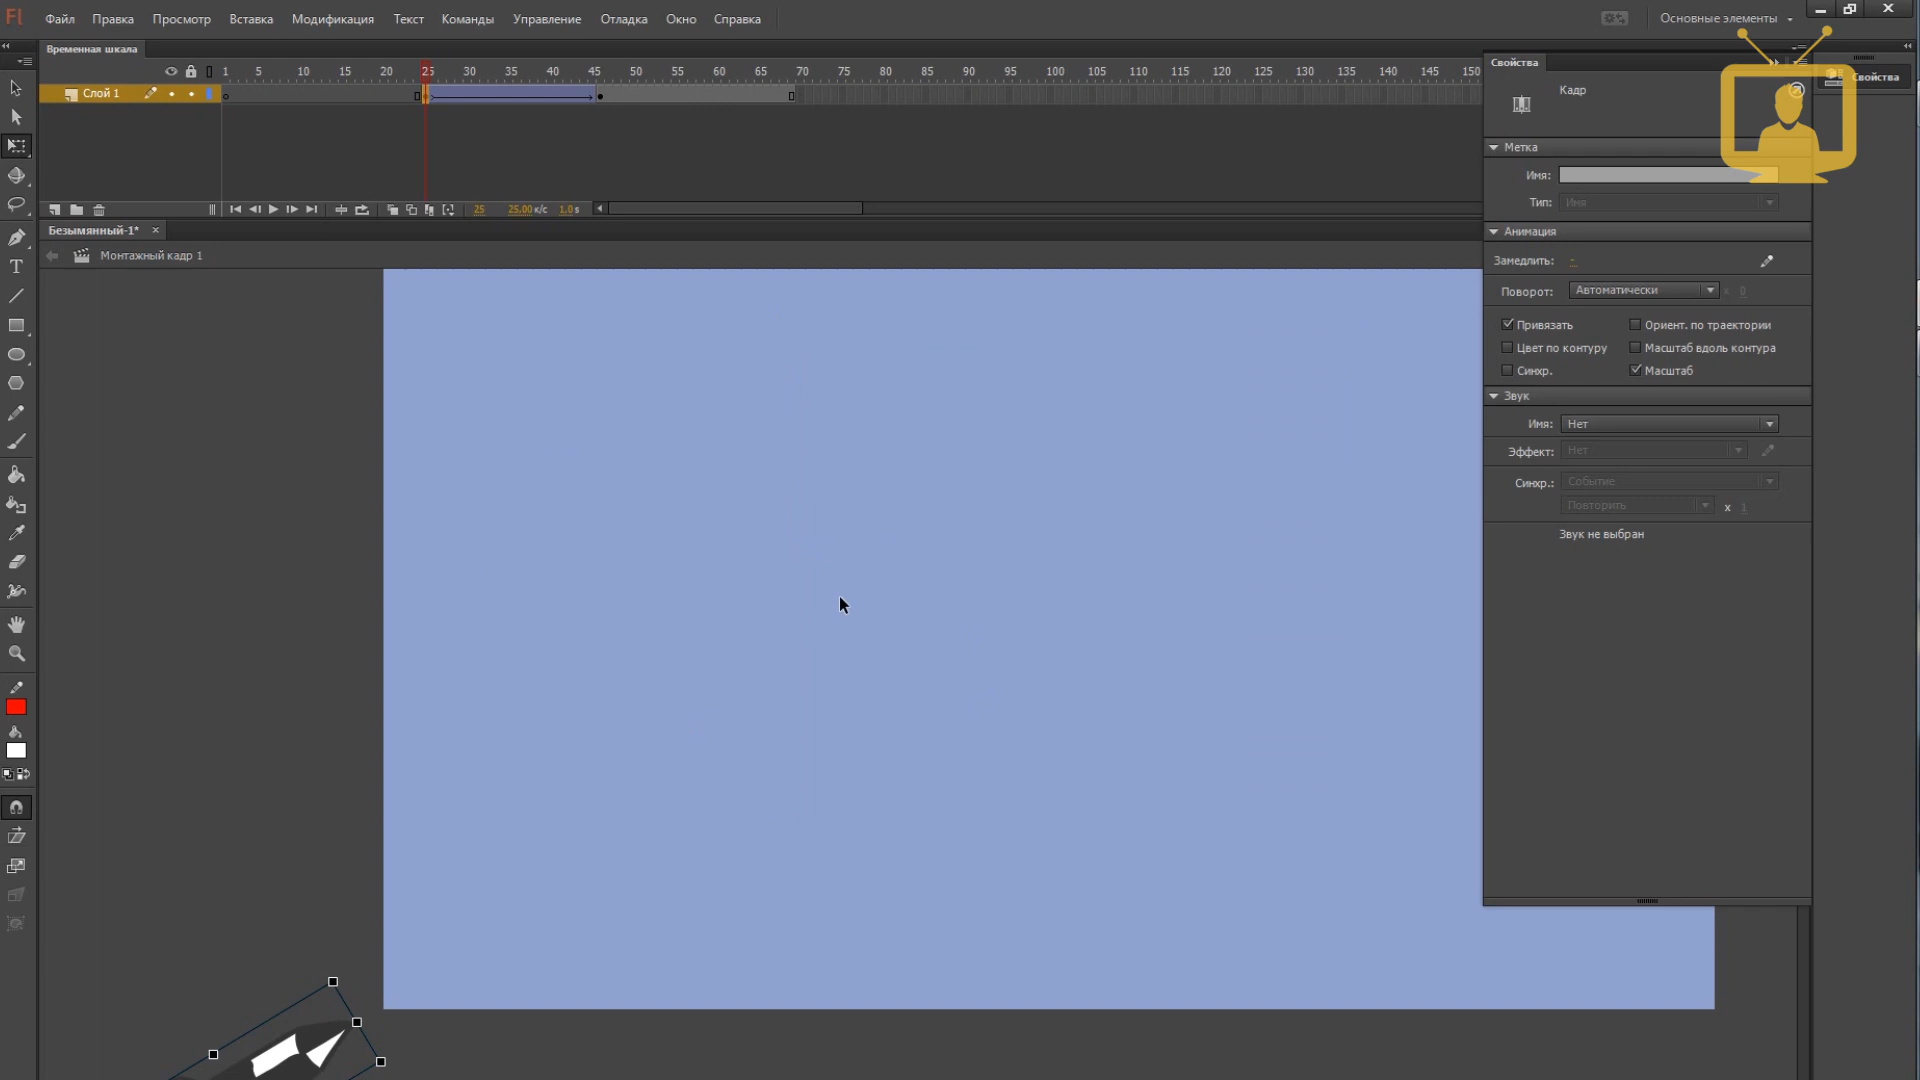 Fl Файл Правка Просмотр Вставка Модификация Текст Команды Управление Отладка Окно Справка Основные элементы
Временная шкала
1 5 10 15 20 25 30 35 40 45 50 55 60 65 70 75 80 85 90 95 100 105 110 115 120 125 130 135 140 145 150
Слой 1
25 25,00 к/с 1,0 s
Безымянный-1* ×
Монтажный кадр 1
Свойства
Свойства
Кадр
Метка
Имя:
Тип: Имя
Анимация
Замедлить: -
Поворот: Автоматически x 0
Привязать Ориент. по траектории
Цвет по контуру Масштаб вдоль контура
Синхр. Масштаб
Звук
Имя: Нет
Эффект: Нет
Синхр.: Событие
Повторить x 1
Звук не выбран